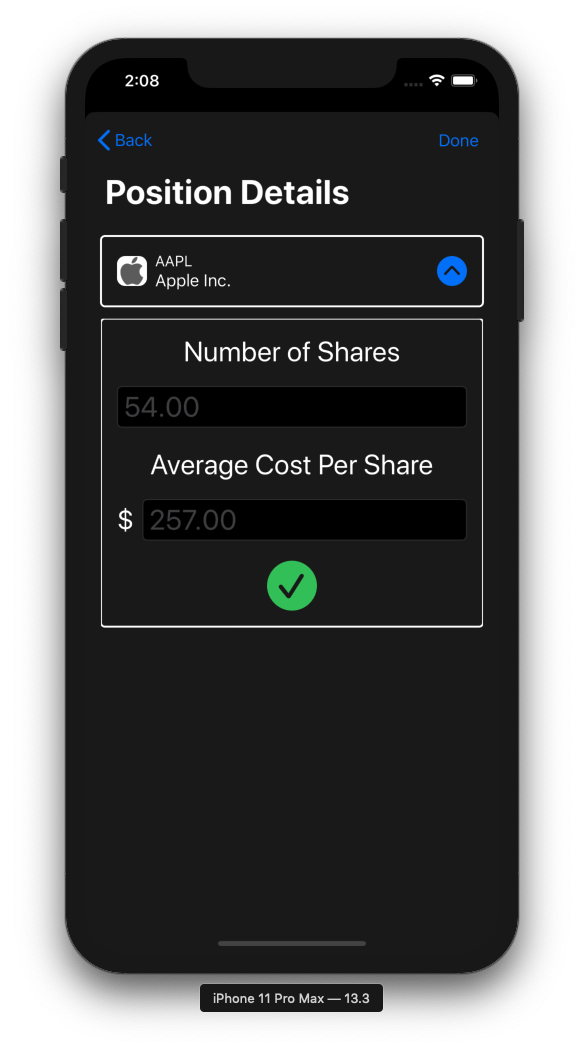 2:08
Back
Done
Position Details
AAPL
Apple Inc.
Number of Shares
54.00
Average Cost Per Share
$ 257.00
iPhone 11 Pro Max — 13.3